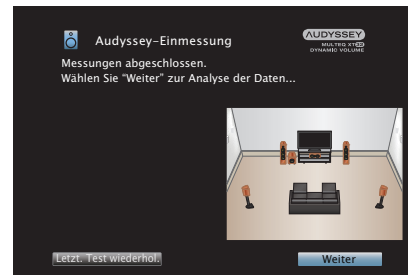 Audyssey-Einmessung
AUDYSSEY
MULTEQ XT32
DYNAMIC VOLUME
Messungen abgeschlossen.
Wählen Sie “Weiter” zur Analyse der Daten...
Letzt. Test wiederhol.
Weiter